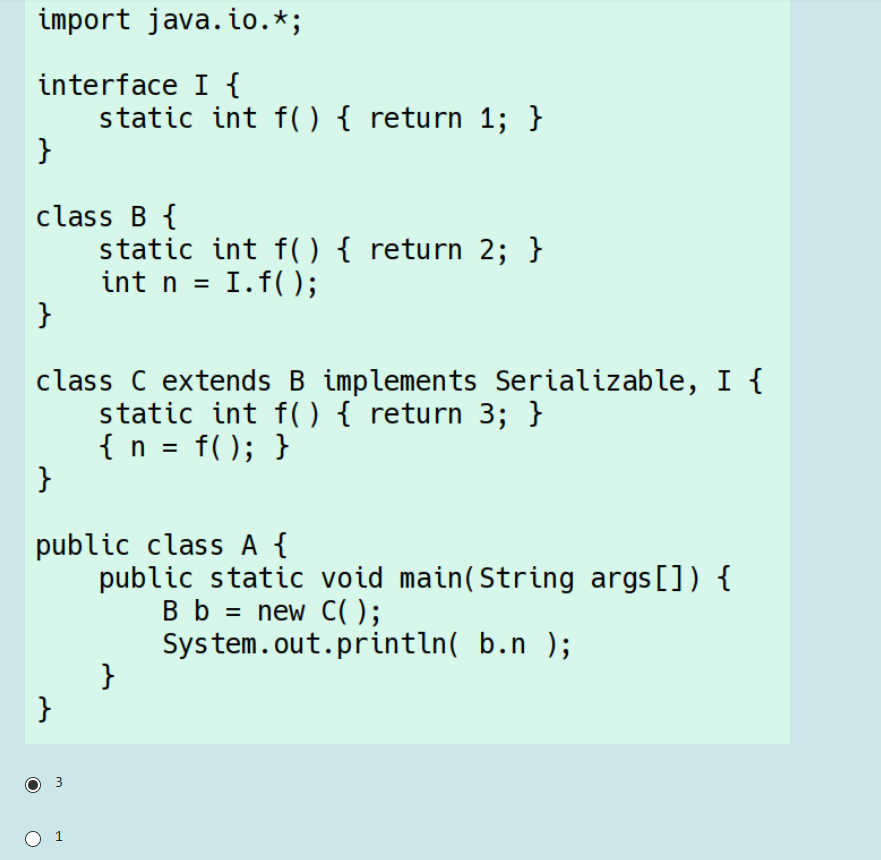 import java.io.*;
interface I {
    static int f() { return 1; }
}
class B {
    static int f() { return 2; }
    int n = I.f();
}
class C extends B implements Serializable, I {
    static int f() { return 3; }
    { n = f(); }
}
public class A {
    public static void main(String args[]) {
        B b = new C();
        System.out.println( b.n );
    }
}
3
1